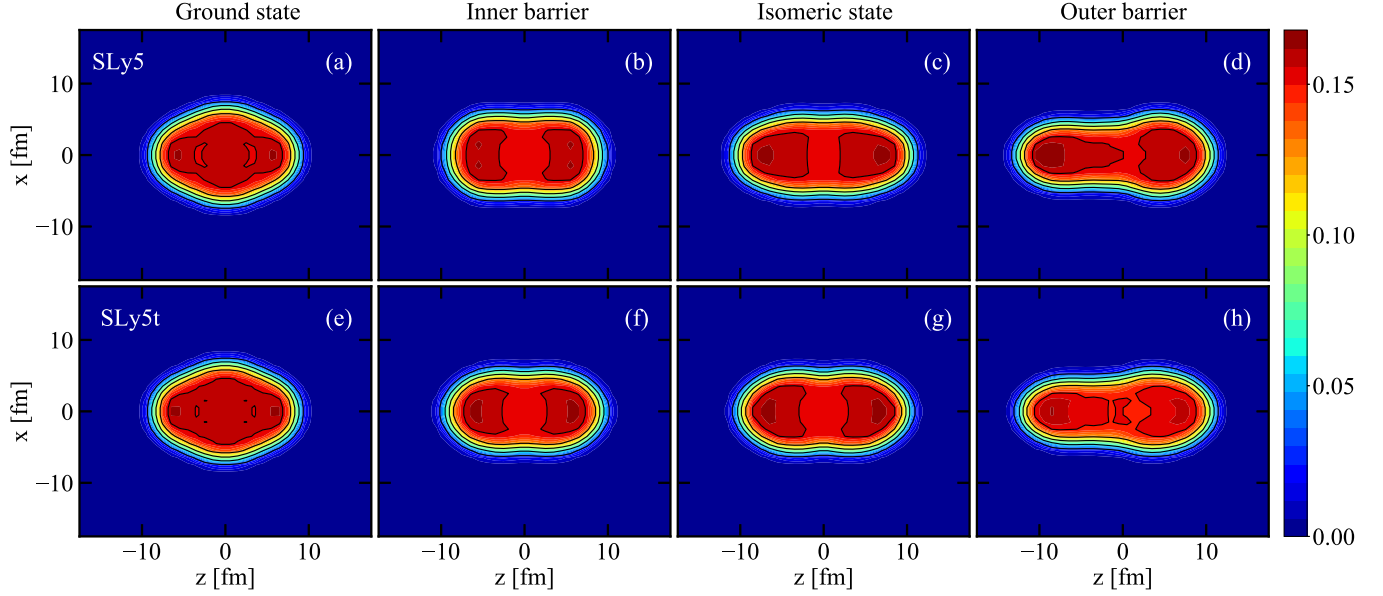 Ground state
Inner barrier
Isomeric state
Outer barrier
SLy5
(a)
(b)
(c)
(d)
10
0
−10
x [fm]
SLy5t
(e)
(f)
(g)
(h)
10
0
−10
x [fm]
−10 0 10
−10 0 10
−10 0 10
−10 0 10
z [fm]
z [fm]
z [fm]
z [fm]
0.15
0.10
0.05
0.00